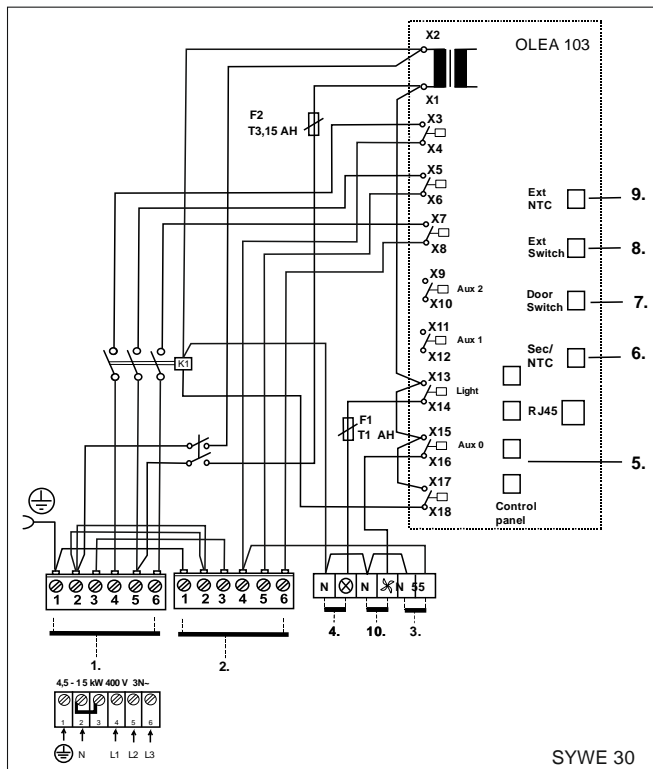 OLEA 103
X2
X1
F2
T3,15 AH
X3
X4
X5
X6
X7
X8
X9
Aux 2
X10
X11
Aux 1
X12
X13
Light
X14
X15
Aux 0
X16
X17
X18
Ext
NTC
9.
Ext
Switch
8.
Door
Switch
7.
Sec/
NTC
6.
RJ45
5.
Control
panel
K1
F1
T1 AH
1 2 3 4 5 6
1 2 3 4 5 6
N N N 55
1.
2.
4.
10.
3.
4,5 - 15 kW 400 V 3N~
1 2 3 4 5 6
N L1 L2 L3
SYWE 30